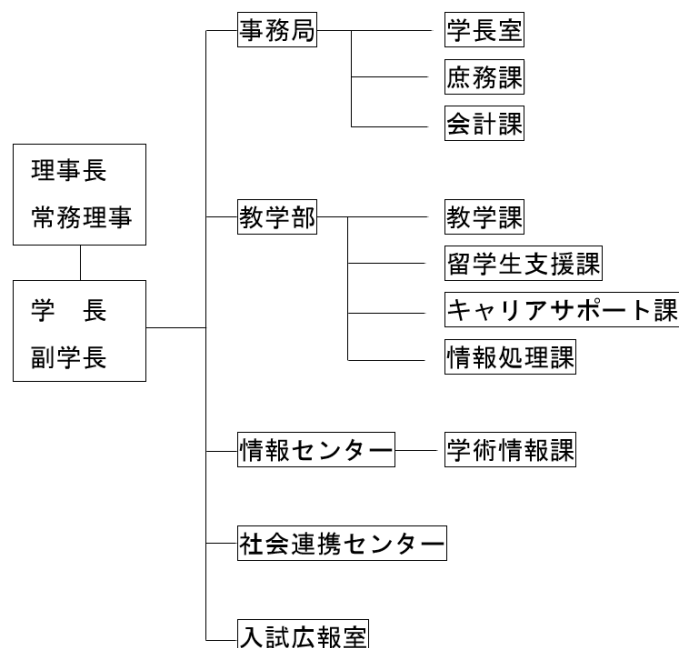 理事長
常務理事
学　長
副学長
事務局
学長室
庶務課
会計課
教学部
教学課
留学生支援課
キャリアサポート課
情報処理課
情報センター
学術情報課
社会連携センター
入試広報室